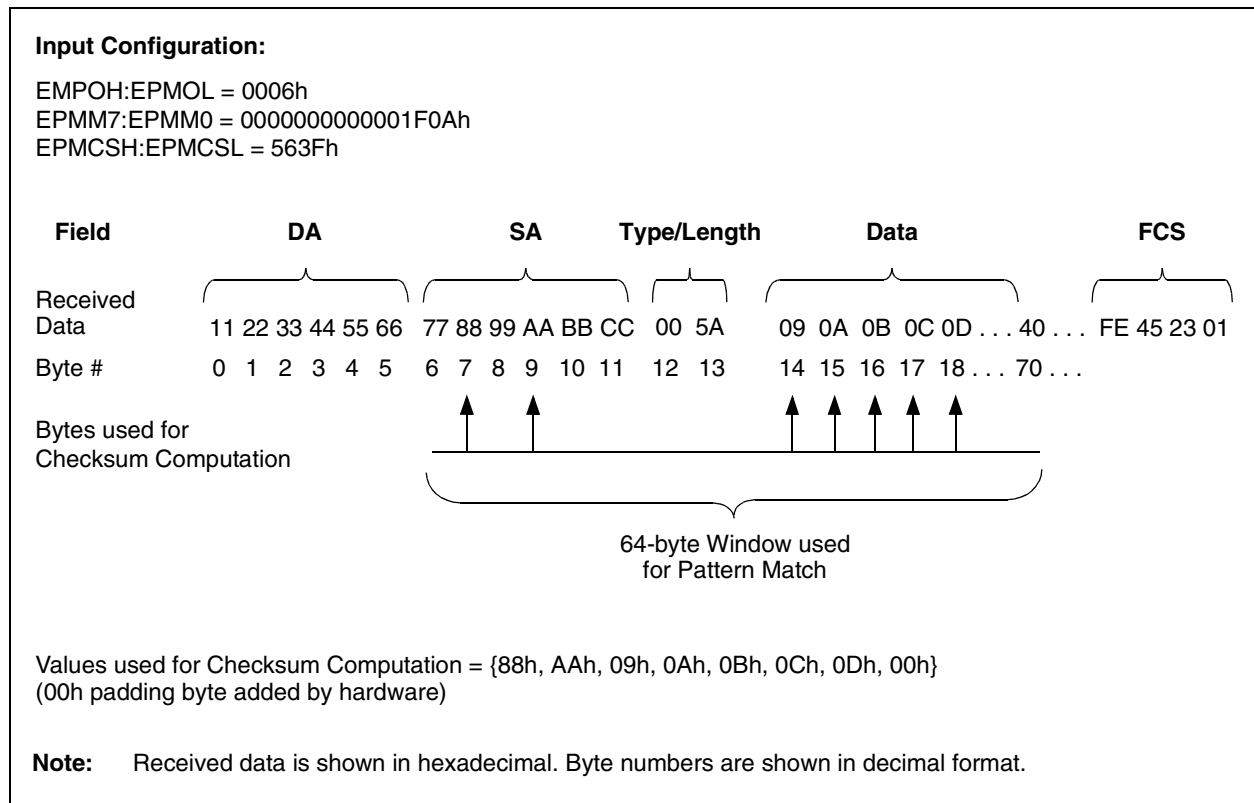 Input Configuration:
EMPOH:EPMOL = 0006h
EPMM7:EPMM0 = 0000000000001F0Ah
EPMCSH:EPMCSL = 563Fh
Field DA SA Type/Length Data FCS
Received
Data 11 22 33 44 55 66 77 88 99 AA BB CC 00 5A 09 0A 0B 0C 0D . . . 40 . . . FE 45 23 01
Byte # 0 1 2 3 4 5 6 7 8 9 10 11 12 13 14 15 16 17 18 . . . 70 . . .
Bytes used for
Checksum Computation
64-byte Window used
for Pattern Match
Values used for Checksum Computation = {88h, AAh, 09h, 0Ah, 0Bh, 0Ch, 0Dh, 00h}
(00h padding byte added by hardware)
Note: Received data is shown in hexadecimal. Byte numbers are shown in decimal format.